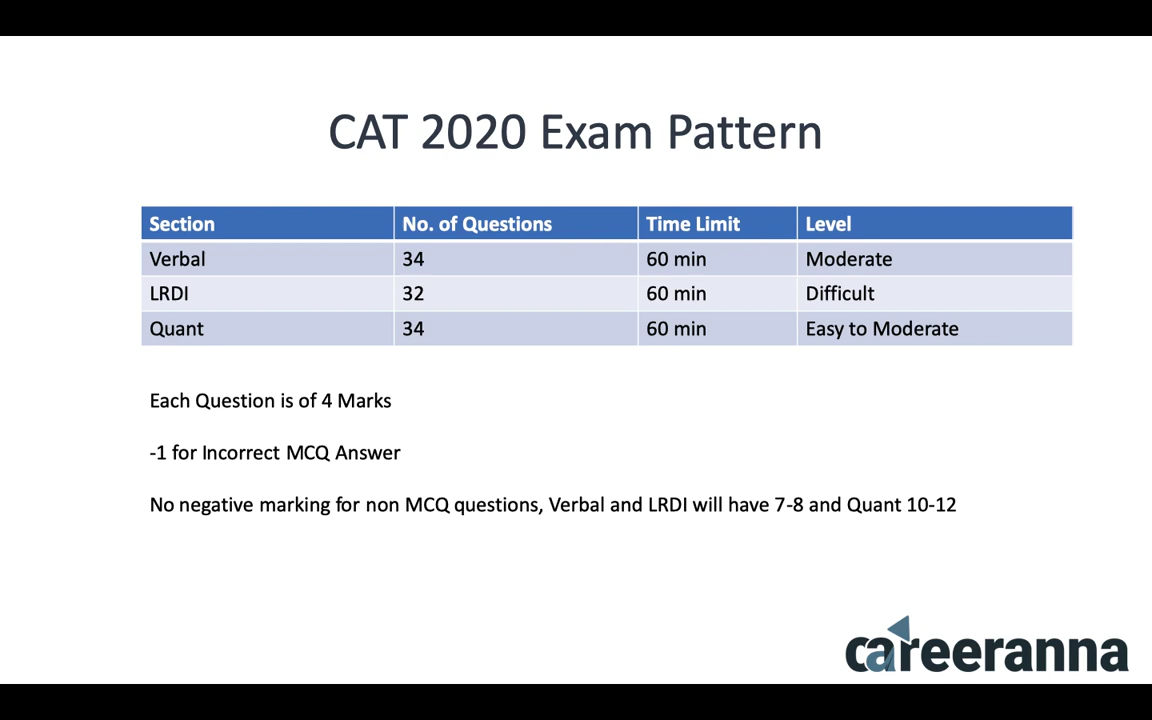 CAT 2020 Exam Pattern
Section No. of Questions Time Limit Level
Verbal 34 60 min Moderate
LRDI 32 60 min Difficult
Quant 34 60 min Easy to Moderate
Each Question is of 4 Marks
-1 for Incorrect MCQ Answer
No negative marking for non MCQ questions, Verbal and LRDI will have 7-8 and Quant 10-12
careeranna